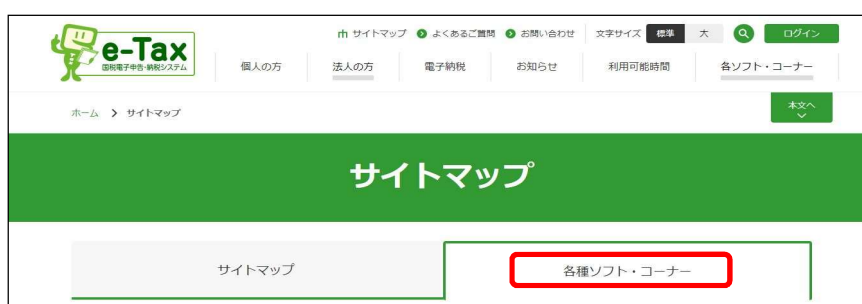 サイトマップ よくあるご質問 お問い合わせ 文字サイズ 標準 大 ログイン
e-Tax
国税電子申告・納税システム
個人の方 法人の方 電子納税 お知らせ 利用可能時間 各ソフト・コーナー
ホーム > サイトマップ
本文へ
サイトマップ
サイトマップ 各種ソフト・コーナー